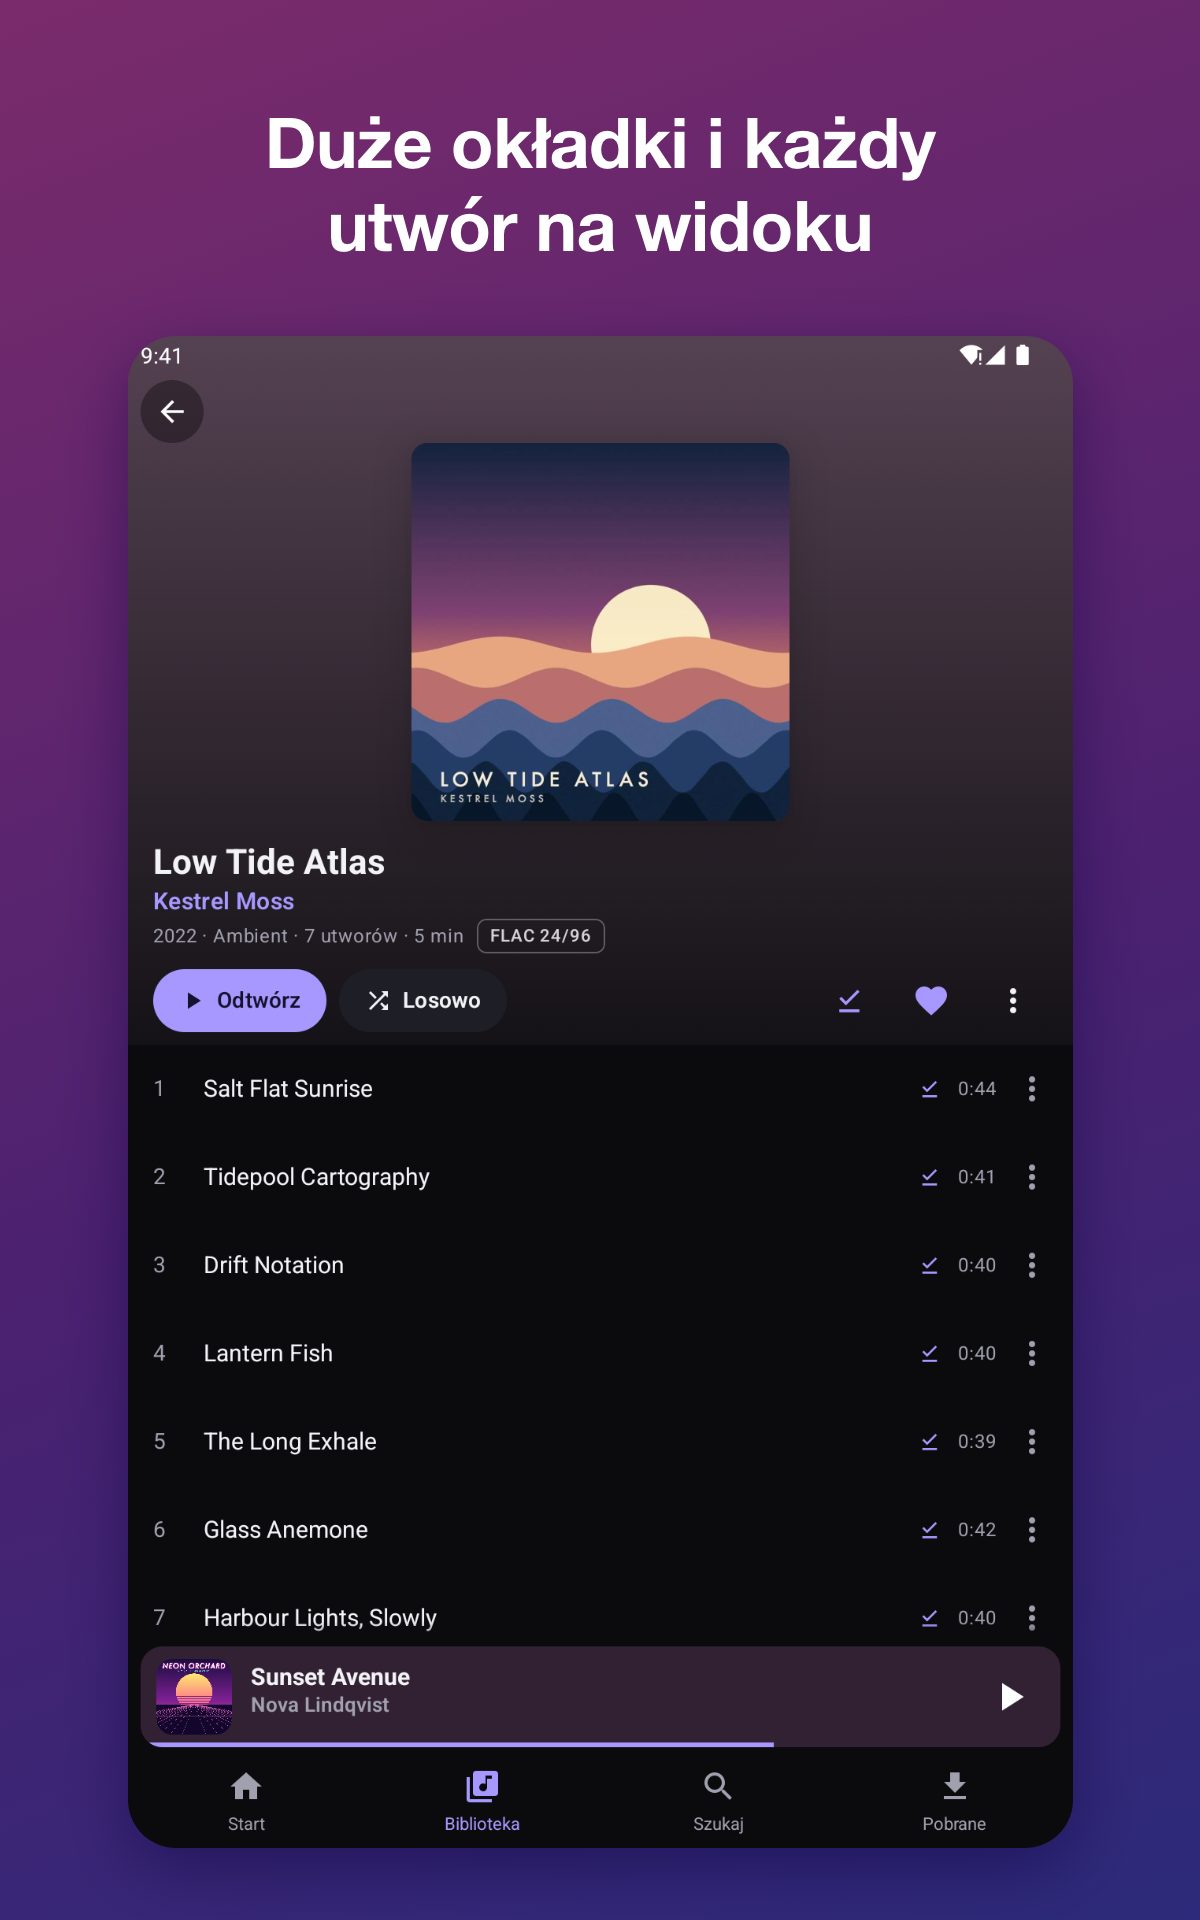 Duże okładki i każdy
utwór na widoku
9:41
LOW TIDE ATLAS
KESTREL MOSS
Low Tide Atlas
Kestrel Moss
2022 · Ambient · 7 utworów · 5 min FLAC 24/96
Odtwórz Losowo
1 Salt Flat Sunrise 0:44
2 Tidepool Cartography 0:41
3 Drift Notation 0:40
4 Lantern Fish 0:40
5 The Long Exhale 0:39
6 Glass Anemone 0:42
7 Harbour Lights, Slowly 0:40
NEON ORCHARD
Sunset Avenue
Nova Lindqvist
Start Biblioteka Szukaj Pobrane